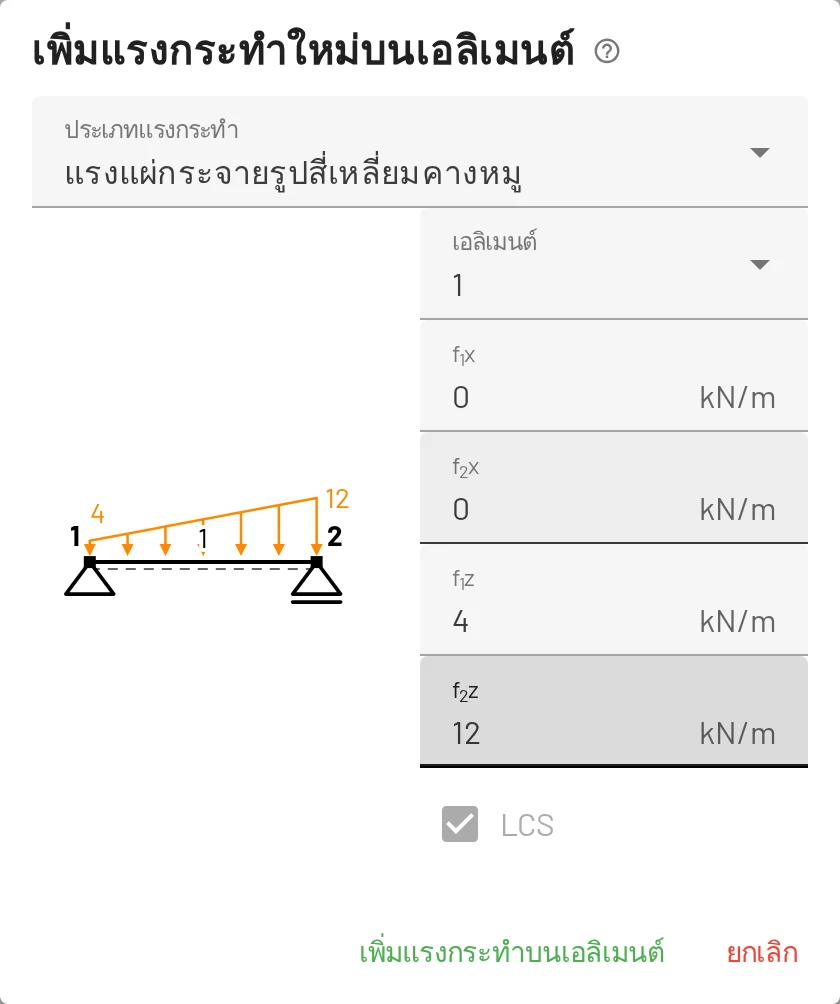 เพิ่มแรงกระทำใหม่บนเอลิเมนต์ ?
ประเภทแรงกระทำ
แรงแผ่กระจายรูปสี่เหลี่ยมคางหมู
เอลิเมนต์
1
f₁x
0 kN/m
f₂x
0 kN/m
4 12
1 1 2
f₁z
4 kN/m
f₂z
12 kN/m
LCS
เพิ่มแรงกระทำบนเอลิเมนต์ ยกเลิก